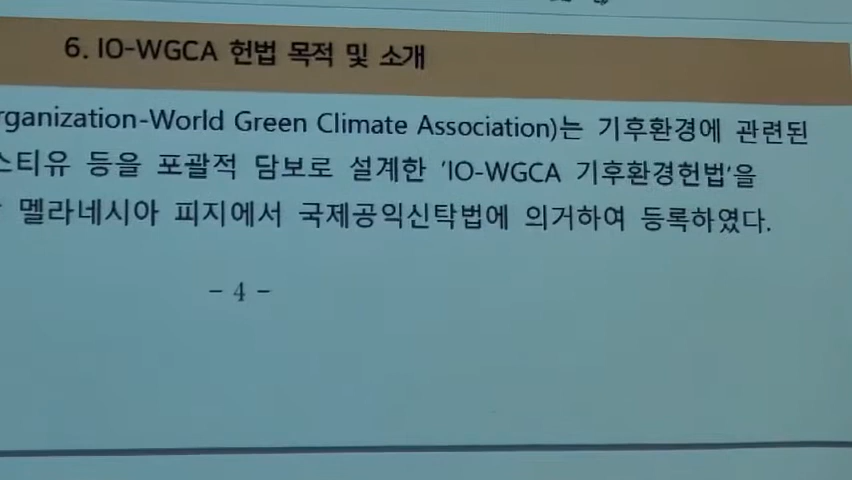 6. IO-WGCA 헌법 목적 및 소개
rganization-World Green Climate Association)는 기후환경에 관련된
스티유 등을 포괄적 담보로 설계한 'IO-WGCA 기후환경헌법'을
멜라네시아 피지에서 국제공익신탁법에 의거하여 등록하였다.
- 4 -